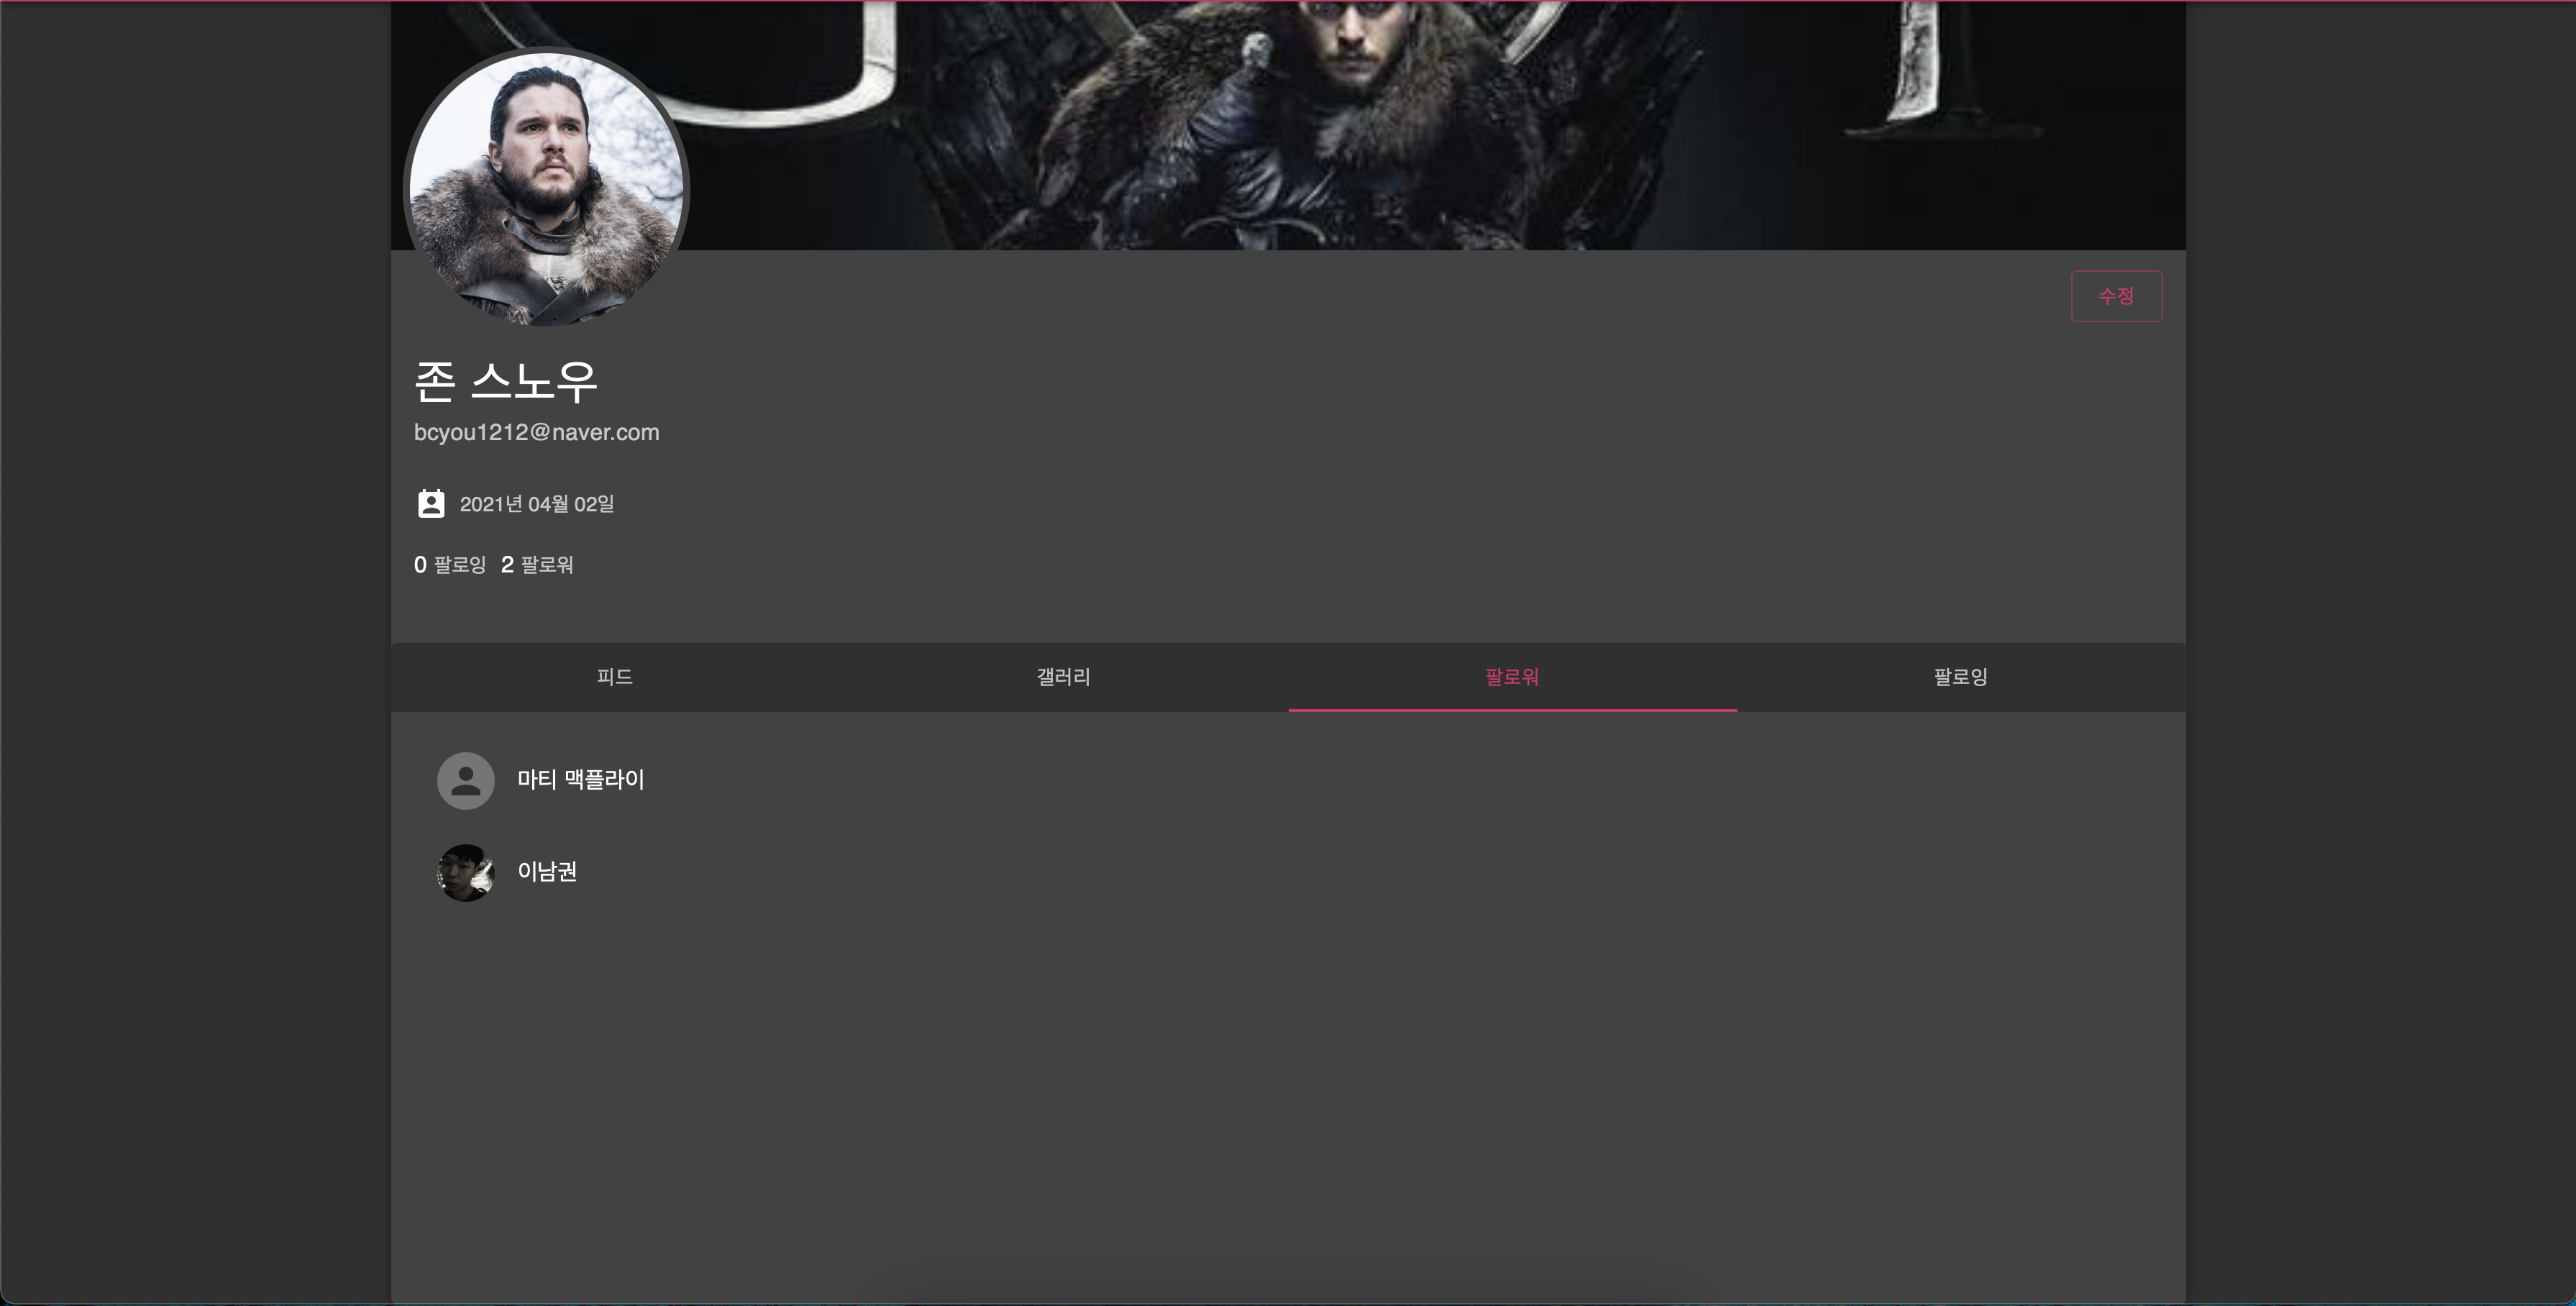 수정
존 스노우
bcyou1212@naver.com
2021년 04월 02일
0 팔로잉 2 팔로워
피드 갤러리 팔로워 팔로잉
마티 맥플라이
이남권